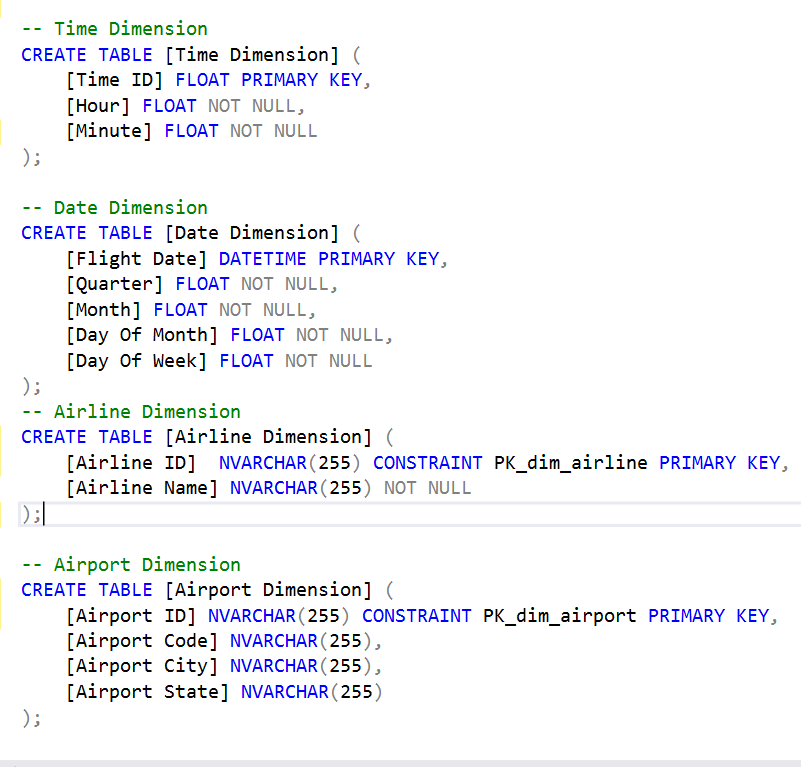 -- Time Dimension
CREATE TABLE [Time Dimension] (
    [Time ID] FLOAT PRIMARY KEY,
    [Hour] FLOAT NOT NULL,
    [Minute] FLOAT NOT NULL
);

-- Date Dimension
CREATE TABLE [Date Dimension] (
    [Flight Date] DATETIME PRIMARY KEY,
    [Quarter] FLOAT NOT NULL,
    [Month] FLOAT NOT NULL,
    [Day Of Month] FLOAT NOT NULL,
    [Day Of Week] FLOAT NOT NULL
);
-- Airline Dimension
CREATE TABLE [Airline Dimension] (
    [Airline ID]  NVARCHAR(255) CONSTRAINT PK_dim_airline PRIMARY KEY,
    [Airline Name] NVARCHAR(255) NOT NULL
);

-- Airport Dimension
CREATE TABLE [Airport Dimension] (
    [Airport ID] NVARCHAR(255) CONSTRAINT PK_dim_airport PRIMARY KEY,
    [Airport Code] NVARCHAR(255),
    [Airport City] NVARCHAR(255),
    [Airport State] NVARCHAR(255)
);